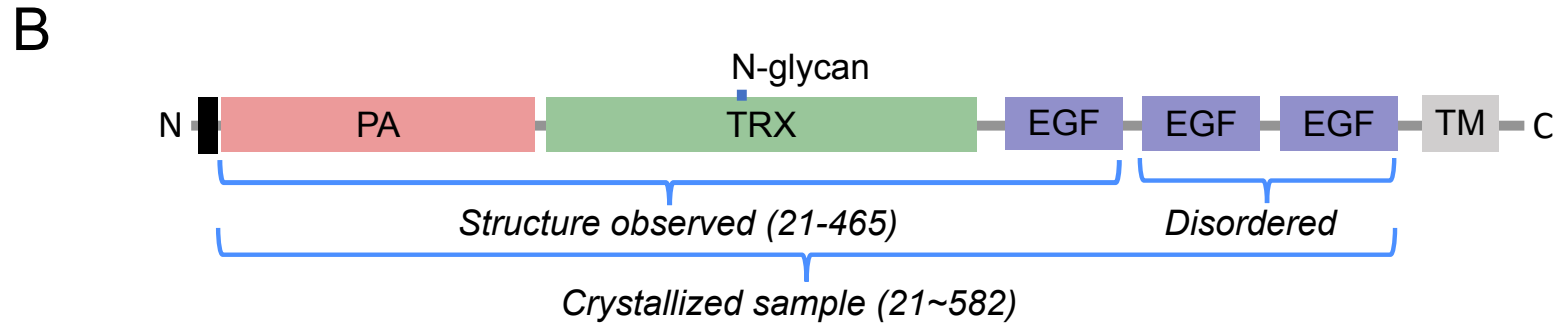 B
N-glycan
N PA TRX EGF EGF EGF TM C
Structure observed (21-465) Disordered
Crystallized sample (21~582)